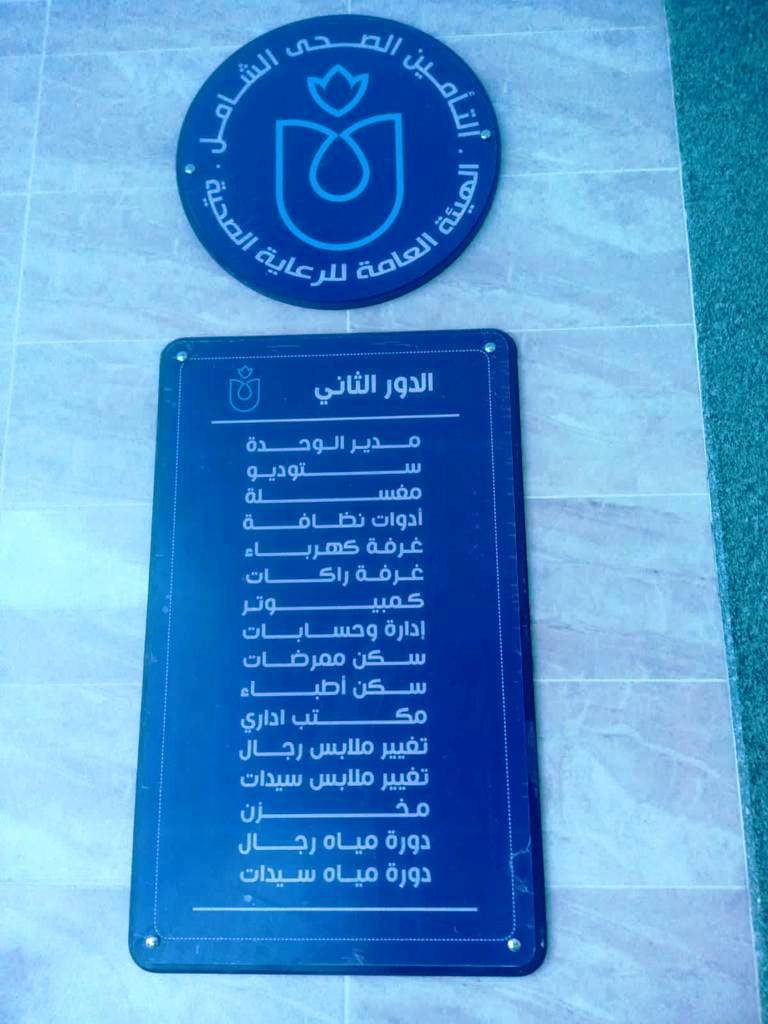 التأمين الصحى الشامل
الهيئة العامة للرعاية الصحية
الدور الثاني
مدير الوحدة
ستوديو
مغسلة
أدوات نظافة
غرفة كهرباء
غرفة راكات
كمبيوتر
إدارة وحسابات
سكن ممرضات
سكن أطباء
مكتب اداري
تغيير ملابس رجال
تغيير ملابس سيدات
مخزن
دورة مياه رجال
دورة مياه سيدات